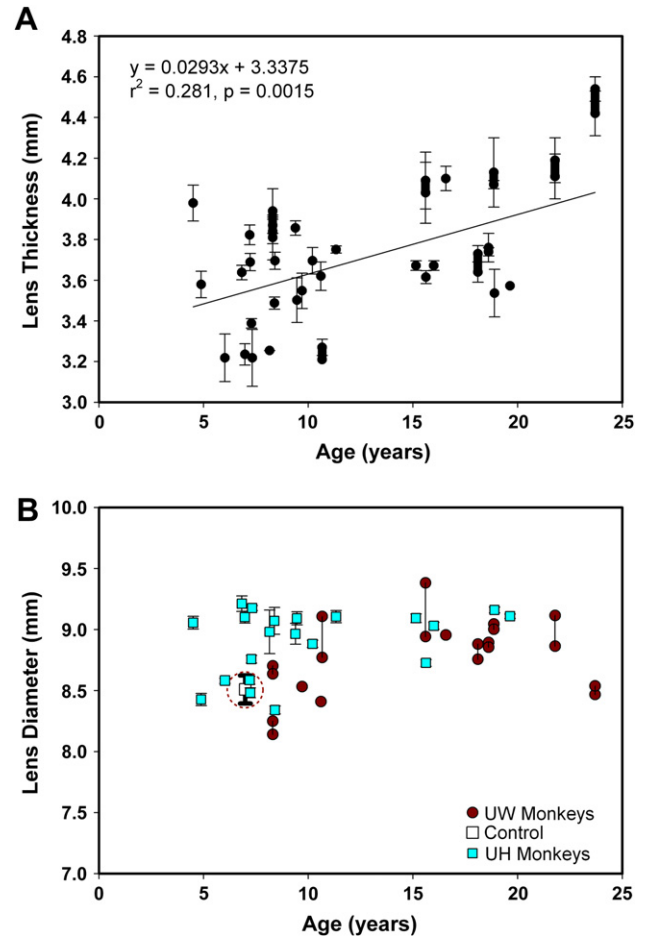 A
4.8
4.6
4.4
4.2
4.0
3.8
3.6
3.4
3.2
3.0
Lens Thickness (mm)
y = 0.0293x + 3.3375
r² = 0.281, p = 0.0015
0 5 10 15 20 25
Age (years)
B
10.0
9.5
9.0
8.5
8.0
7.5
7.0
Lens Diameter (mm)
UW Monkeys
Control
UH Monkeys
0 5 10 15 20 25
Age (years)